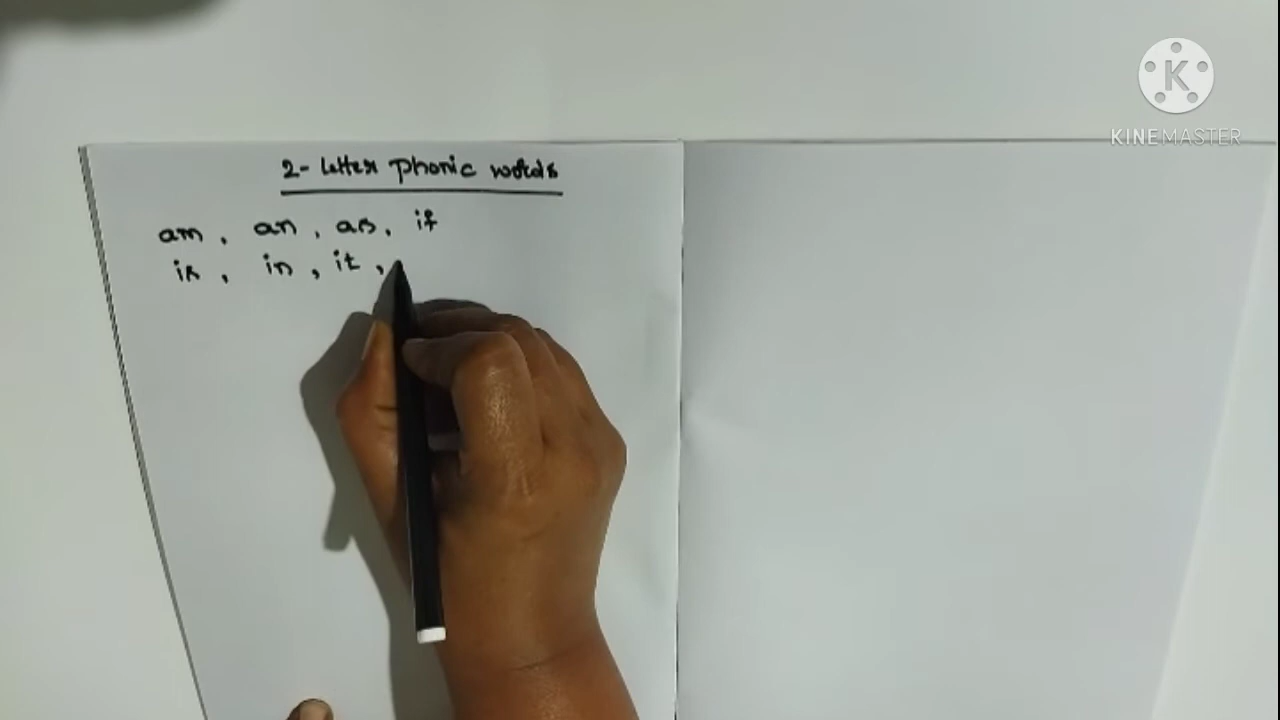 KINEMASTER
2- letter phonic words
am , an , as , if
is , in , it ,